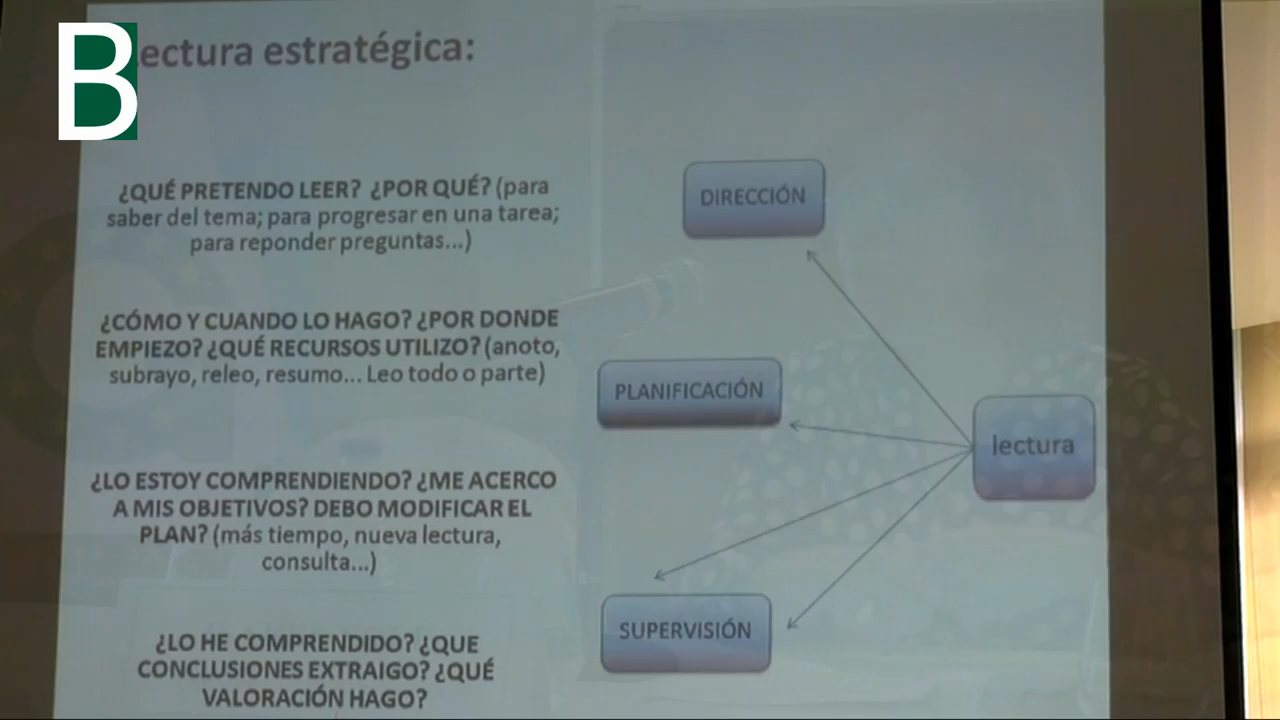 B
ectura estratégica:
¿QUÉ PRETENDO LEER? ¿POR QUÉ? (para
saber del tema; para progresar en una tarea;
para reponder preguntas...)
¿CÓMO Y CUANDO LO HAGO? ¿POR DONDE
EMPIEZO? ¿QUÉ RECURSOS UTILIZO? (anoto,
subrayo, releo, resumo... Leo todo o parte)
¿LO ESTOY COMPRENDIENDO? ¿ME ACERCO
A MIS OBJETIVOS? DEBO MODIFICAR EL
PLAN? (más tiempo, nueva lectura,
consulta...)
¿LO HE COMPRENDIDO? ¿QUE
CONCLUSIONES EXTRAIGO? ¿QUÉ
VALORACIÓN HAGO?
DIRECCIÓN
PLANIFICACIÓN
lectura
SUPERVISIÓN